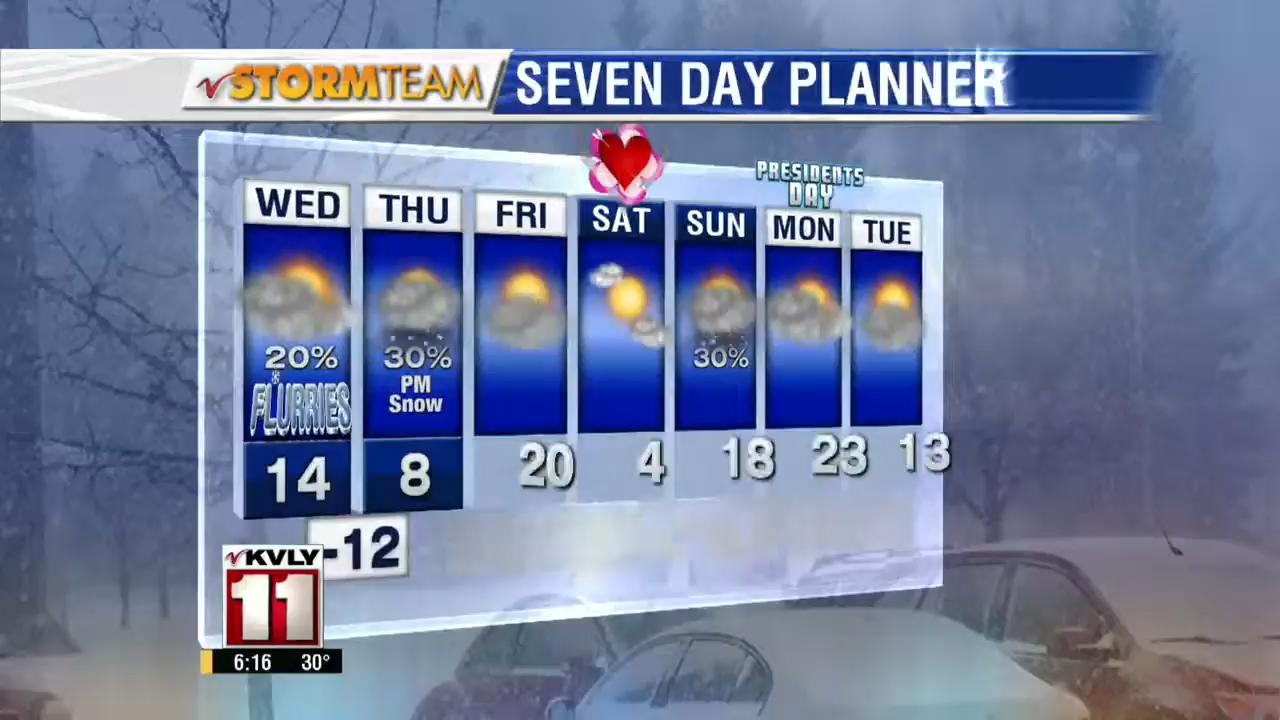 STORMTEAM SEVEN DAY PLANNER
PRESIDENTS
DAY
WED THU FRI SAT SUN MON TUE
20% 30% 30%
FLURRIES PM
Snow
14 8 20 4 18 23 13
-12
KVLY
11
6:16 30°